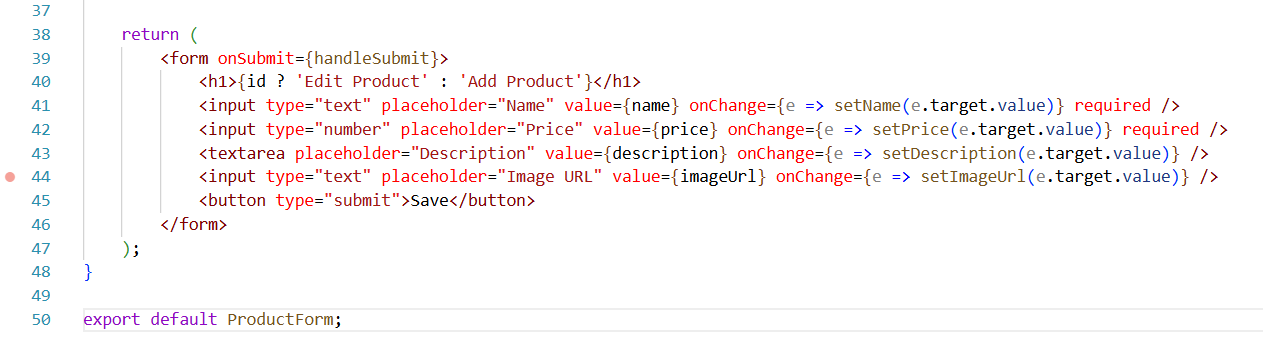 37
38 return (
39 <form onSubmit={handleSubmit}>
40 <h1>{id ? 'Edit Product' : 'Add Product'}</h1>
41 <input type="text" placeholder="Name" value={name} onChange={e => setName(e.target.value)} required />
42 <input type="number" placeholder="Price" value={price} onChange={e => setPrice(e.target.value)} required />
43 <textarea placeholder="Description" value={description} onChange={e => setDescription(e.target.value)} />
44 <input type="text" placeholder="Image URL" value={imageUrl} onChange={e => setImageUrl(e.target.value)} />
45 <button type="submit">Save</button>
46 </form>
47 );
48 }
49
50 export default ProductForm;